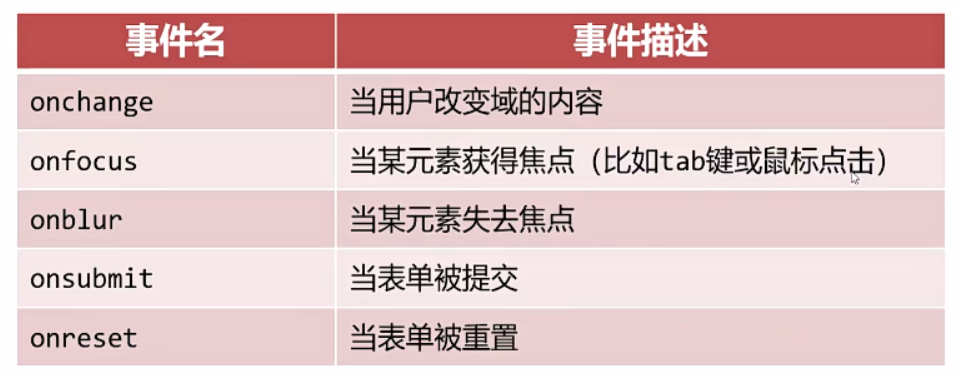 事件名 事件描述
onchange 当用户改变域的内容
onfocus 当某元素获得焦点（比如tab键或鼠标点击）
onblur 当某元素失去焦点
onsubmit 当表单被提交
onreset 当表单被重置